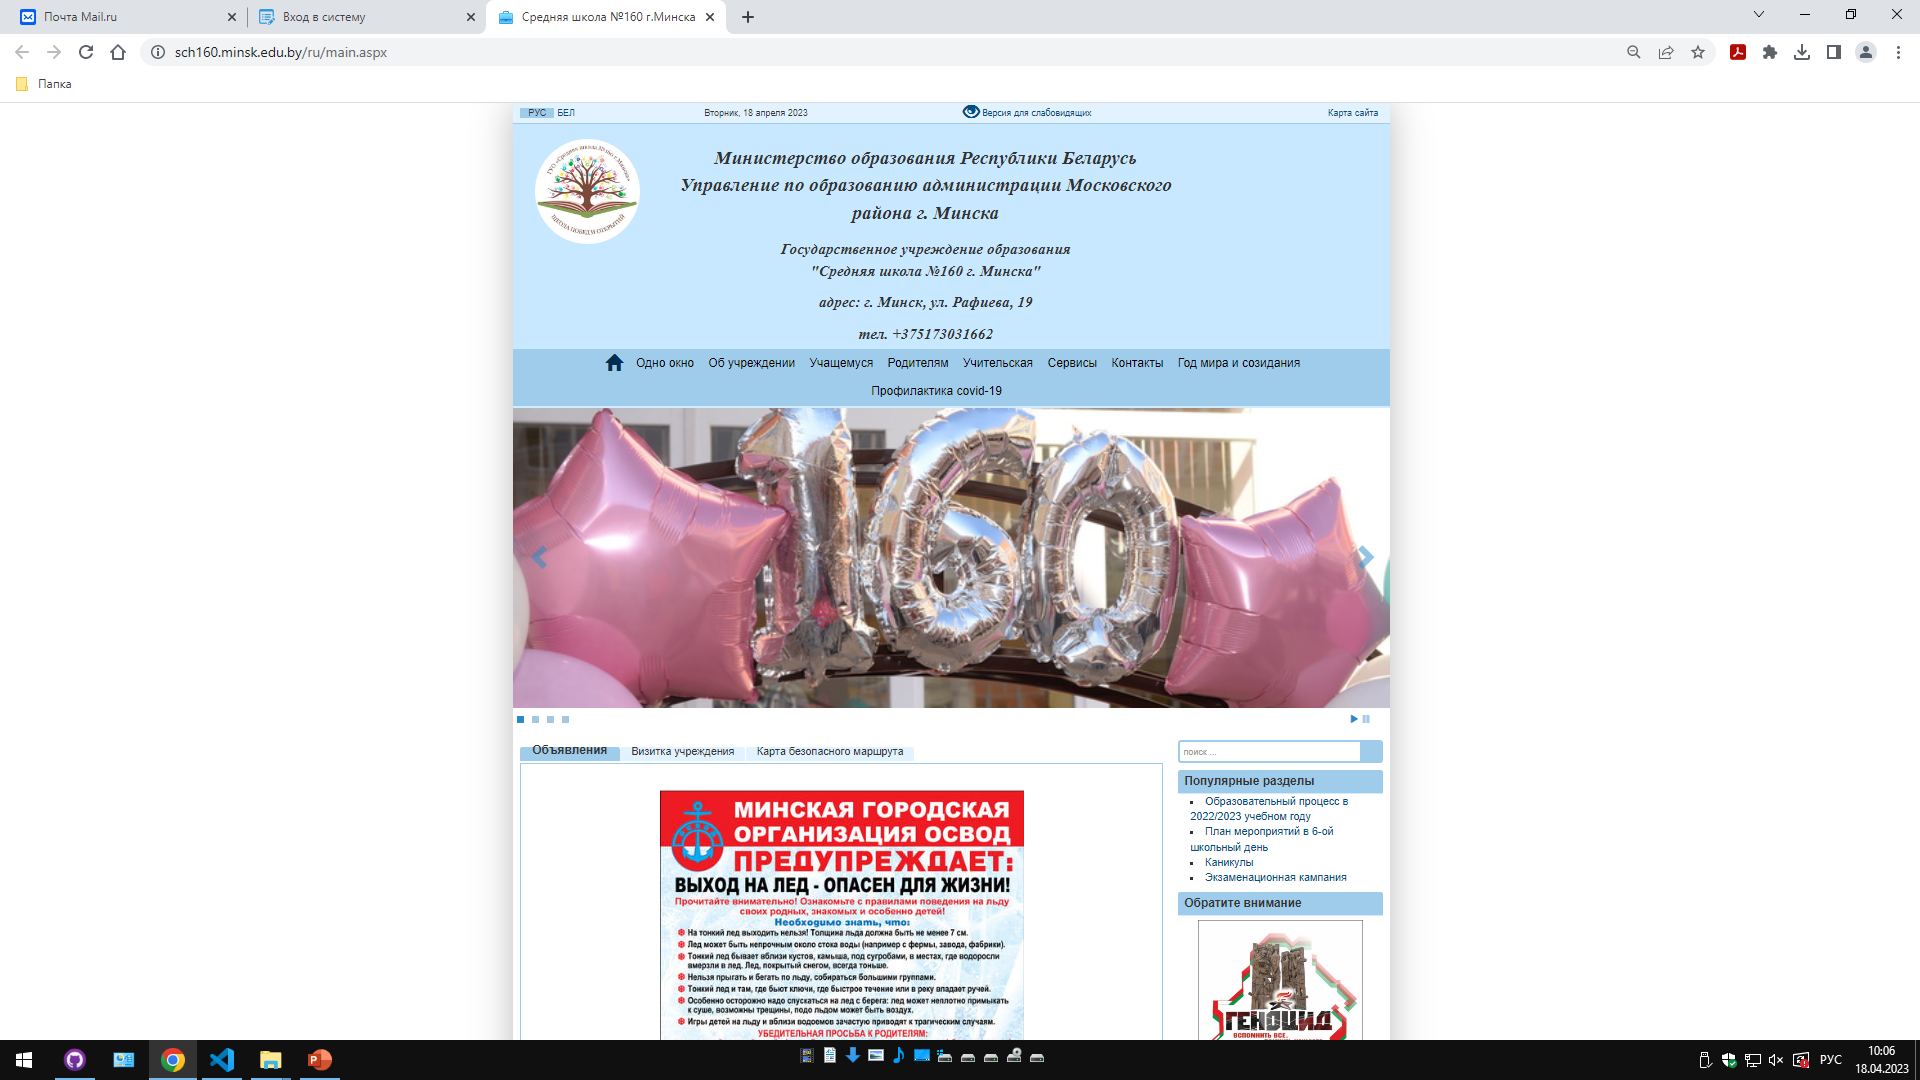 Почта Mail.ru
Вход в систему
Средняя школа №160 г.Минска
sch160.minsk.edu.by/ru/main.aspx
Папка
РУС БЕЛ
Вторник, 18 апреля 2023
Версия для слабовидящих
Карта сайта
ГУО «Средняя школа №160 г.Минска»
ШКОЛА ПОБЕД И ОТКРЫТИЙ
Министерство образования Республики Беларусь
Управление по образованию администрации Московского
района г. Минска
Государственное учреждение образования
"Средняя школа №160 г. Минска"
адрес: г. Минск, ул. Рафиева, 19
тел. +375173031662
Одно окно Об учреждении Учащемуся Родителям Учительская Сервисы Контакты Год мира и созидания
Профилактика covid-19
160
Объявления Визитка учреждения Карта безопасного маршрута
МИНСКАЯ ГОРОДСКАЯ
ОРГАНИЗАЦИЯ ОСВОД
ПРЕДУПРЕЖДАЕТ:
ВЫХОД НА ЛЕД - ОПАСЕН ДЛЯ ЖИЗНИ!
Прочитайте внимательно! Ознакомьте с правилами поведения на льду
своих родных, знакомых и особенно детей!
Необходимо знать, что:
На тонкий лед выходить нельзя! Толщина льда должна быть не менее 7 см.
Лед может быть непрочным около стока воды (например с фермы, завода, фабрики).
Тонкий лед бывает вблизи кустов, камыша, под сугробами, в местах, где водоросли
вмерзли в лед. Лед, покрытый снегом, всегда тоньше.
Нельзя прыгать и бегать по льду, собираться большими группами.
Тонкий лед и там, где бьют ключи, где быстрое течение или в реку впадает ручей.
Особенно осторожно надо спускаться на лед с берега: лед может неплотно примыкать
к суше, возможны трещины, подо льдом может быть воздух.
Игры детей на льду и вблизи водоемов зачастую приводят к трагическим случаям.
УБЕДИТЕЛЬНАЯ ПРОСЬБА К РОДИТЕЛЯМ:
поиск ...
Популярные разделы
Образовательный процесс в
2022/2023 учебном году
План мероприятий в 6-ой
школьный день
Каникулы
Экзаменационная кампания
Обратите внимание
ГЕНОЦИД
ВСПОМНИТЬ ВСЕ...
РУС
10:06
18.04.2023